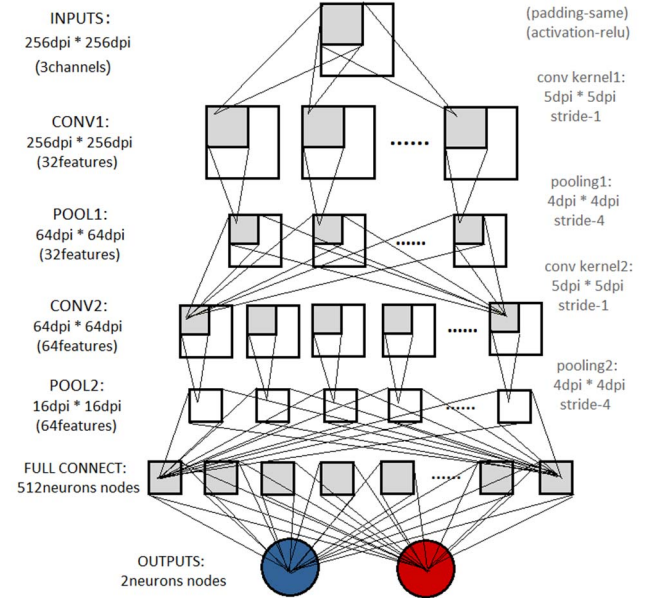 INPUTS:
256dpi * 256dpi
(3channels)
(padding-same)
(activation-relu)
conv kernel1:
5dpi * 5dpi
stride-1
CONV1:
256dpi * 256dpi
(32features)
......
pooling1:
4dpi * 4dpi
stride-4
POOL1:
64dpi * 64dpi
(32features)
......
conv kernel2:
5dpi * 5dpi
stride-1
CONV2:
64dpi * 64dpi
(64features)
......
pooling2:
4dpi * 4dpi
stride-4
POOL2:
16dpi * 16dpi
(64features)
......
FULL CONNECT:
512neurons nodes
......
OUTPUTS:
2neurons nodes